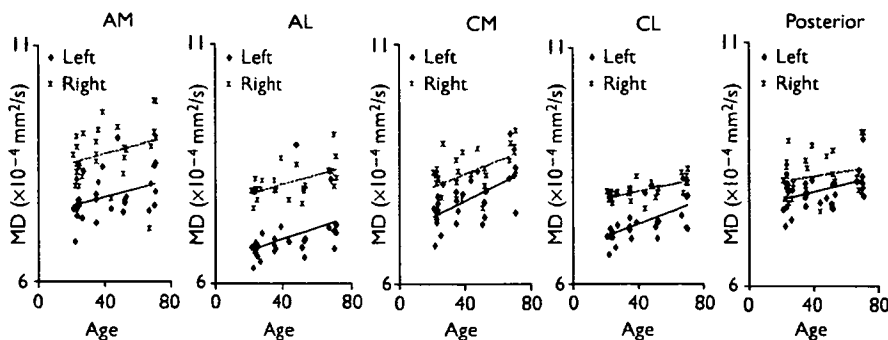 AM
11
Left
Right
MD (×10−4 mm2/s)
6
0
40
80
Age
AL
11
Left
Right
MD (×10−4 mm2/s)
6
0
40
80
Age
CM
11
Left
Right
MD (×10−4 mm2/s)
6
0
40
80
Age
CL
11
Left
Right
MD (×10−4 mm2/s)
6
0
40
80
Age
Posterior
11
Left
Right
MD (×10−4 mm2/s)
6
0
40
80
Age